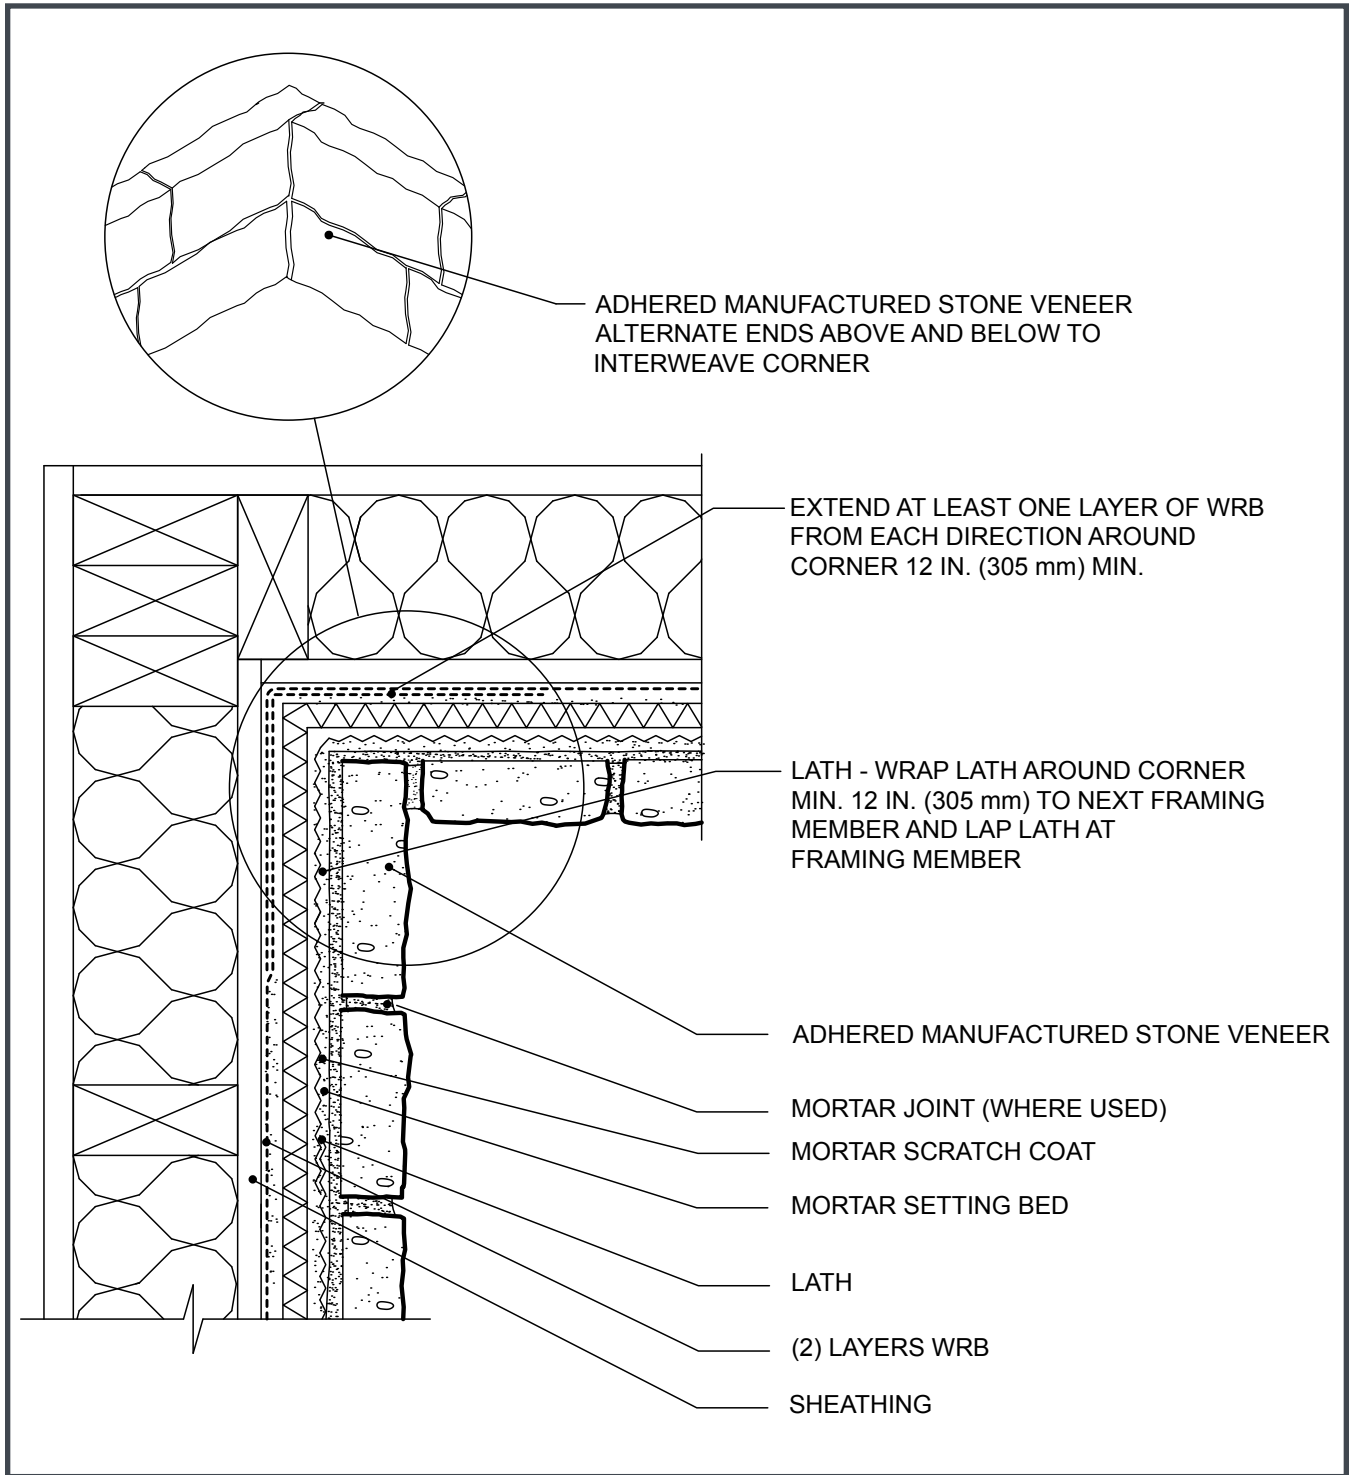 ADHERED MANUFACTURED STONE VENEER
ALTERNATE ENDS ABOVE AND BELOW TO
INTERWEAVE CORNER
EXTEND AT LEAST ONE LAYER OF WRB
FROM EACH DIRECTION AROUND
CORNER 12 IN. (305 mm) MIN.
LATH - WRAP LATH AROUND CORNER
MIN. 12 IN. (305 mm) TO NEXT FRAMING
MEMBER AND LAP LATH AT
FRAMING MEMBER
ADHERED MANUFACTURED STONE VENEER
MORTAR JOINT (WHERE USED)
MORTAR SCRATCH COAT
MORTAR SETTING BED
LATH
(2) LAYERS WRB
SHEATHING